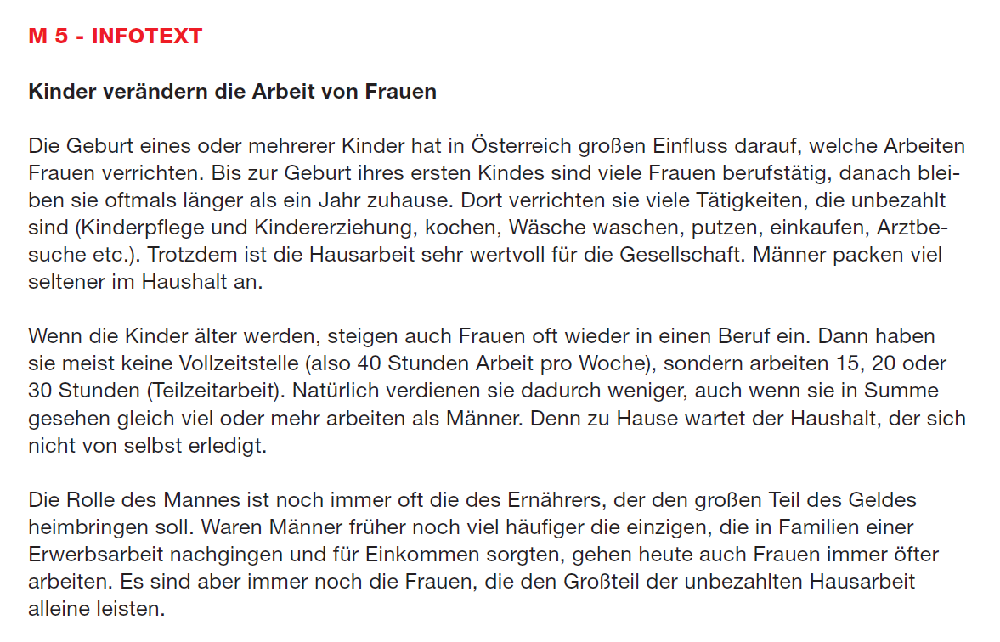 M 5 - INFOTEXT
Kinder verändern die Arbeit von Frauen
Die Geburt eines oder mehrerer Kinder hat in Österreich großen Einfluss darauf, welche Arbeiten
Frauen verrichten. Bis zur Geburt ihres ersten Kindes sind viele Frauen berufstätig, danach blei-
ben sie oftmals länger als ein Jahr zuhause. Dort verrichten sie viele Tätigkeiten, die unbezahlt
sind (Kinderpflege und Kindererziehung, kochen, Wäsche waschen, putzen, einkaufen, Arztbe-
suche etc.). Trotzdem ist die Hausarbeit sehr wertvoll für die Gesellschaft. Männer packen viel
seltener im Haushalt an.
Wenn die Kinder älter werden, steigen auch Frauen oft wieder in einen Beruf ein. Dann haben
sie meist keine Vollzeitstelle (also 40 Stunden Arbeit pro Woche), sondern arbeiten 15, 20 oder
30 Stunden (Teilzeitarbeit). Natürlich verdienen sie dadurch weniger, auch wenn sie in Summe
gesehen gleich viel oder mehr arbeiten als Männer. Denn zu Hause wartet der Haushalt, der sich
nicht von selbst erledigt.
Die Rolle des Mannes ist noch immer oft die des Ernährers, der den großen Teil des Geldes
heimbringen soll. Waren Männer früher noch viel häufiger die einzigen, die in Familien einer
Erwerbsarbeit nachgingen und für Einkommen sorgten, gehen heute auch Frauen immer öfter
arbeiten. Es sind aber immer noch die Frauen, die den Großteil der unbezahlten Hausarbeit
alleine leisten.